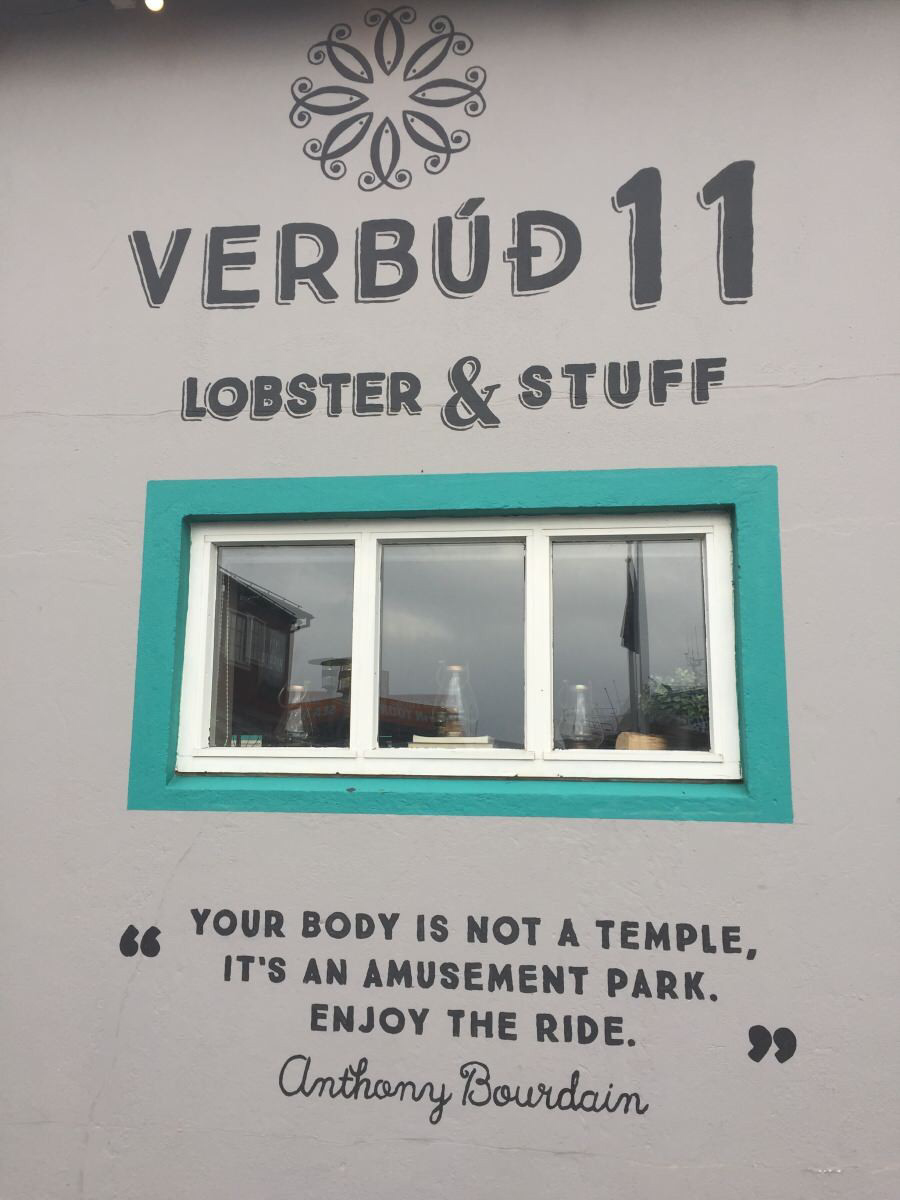 VERBÚÐ 11
LOBSTER & STUFF
“ YOUR BODY IS NOT A TEMPLE,
IT'S AN AMUSEMENT PARK.
ENJOY THE RIDE. ”
Anthony Bourdain